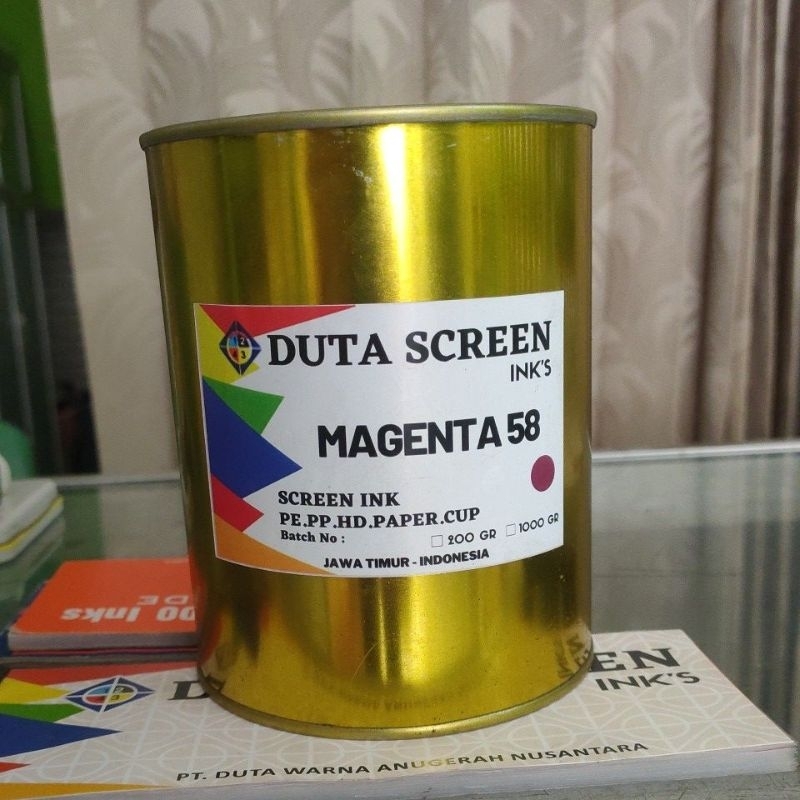 DUTA SCREEN
INK'S
MAGENTA 58
SCREEN INK
PE.PP.HD.PAPER.CUP
Batch No :
200 GR 1000 GR
JAWA TIMUR - INDONESIA
EEN
INK'S
PT. DUTA WARNA ANUGERAH NUSANTARA